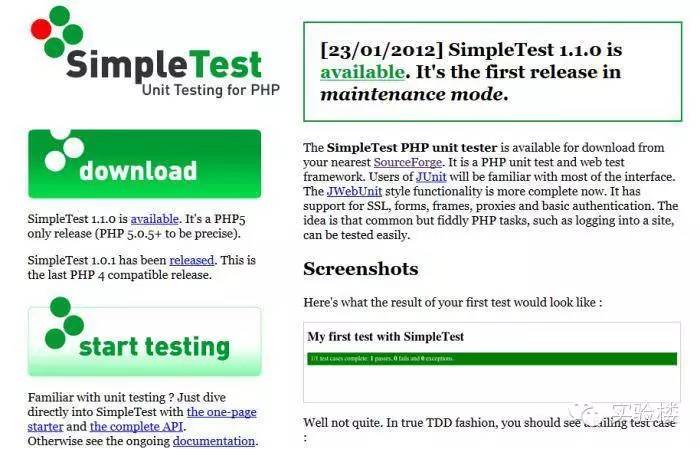 SimpleTest
Unit Testing for PHP
download
SimpleTest 1.1.0 is available. It's a PHP5
only release (PHP 5.0.5+ to be precise).
SimpleTest 1.0.1 has been released. This is
the last PHP 4 compatible release.
start testing
Familiar with unit testing ? Just dive
directly into SimpleTest with the one-page
starter and the complete API.
Otherwise see the ongoing documentation.
[23/01/2012] SimpleTest 1.1.0 is
available. It's the first release in
maintenance mode.
The SimpleTest PHP unit tester is available for download from
your nearest SourceForge. It is a PHP unit test and web test
framework. Users of JUnit will be familiar with most of the interface.
The JWebUnit style functionality is more complete now. It has
support for SSL, forms, frames, proxies and basic authentication. The
idea is that common but fiddly PHP tasks, such as logging into a site,
can be tested easily.
Screenshots
Here's what the result of your first test would look like :
My first test with SimpleTest
1/1 test cases complete: 1 passes, 0 fails and 0 exceptions.
Well not quite. In true TDD fashion, you should see a failing test case
:
实验楼